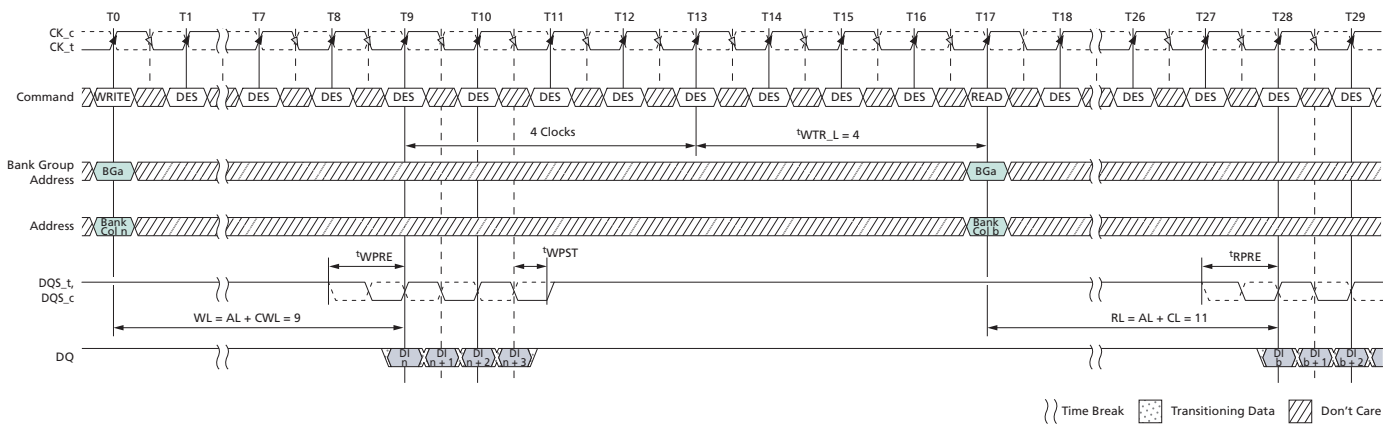 T0 T1 T7 T8 T9 T10 T11 T12 T13 T14 T15 T16 T17 T18 T26 T27 T28 T29
CK_c
CK_t
Command WRITE DES DES DES DES DES DES DES DES DES DES DES READ DES DES DES DES DES
4 Clocks tWTR_L = 4
Bank Group
Address BGa BGa
Address Bank
Col n Bank
Col b
tWPRE tWPST tRPRE
DQS_t,
DQS_c
WL = AL + CWL = 9 RL = AL + CL = 11
DQ DI
n DI
n + 1 DI
n + 2 DI
n + 3 DI
b DI
b + 1 DI
b + 2
Time Break Transitioning Data Don't Care